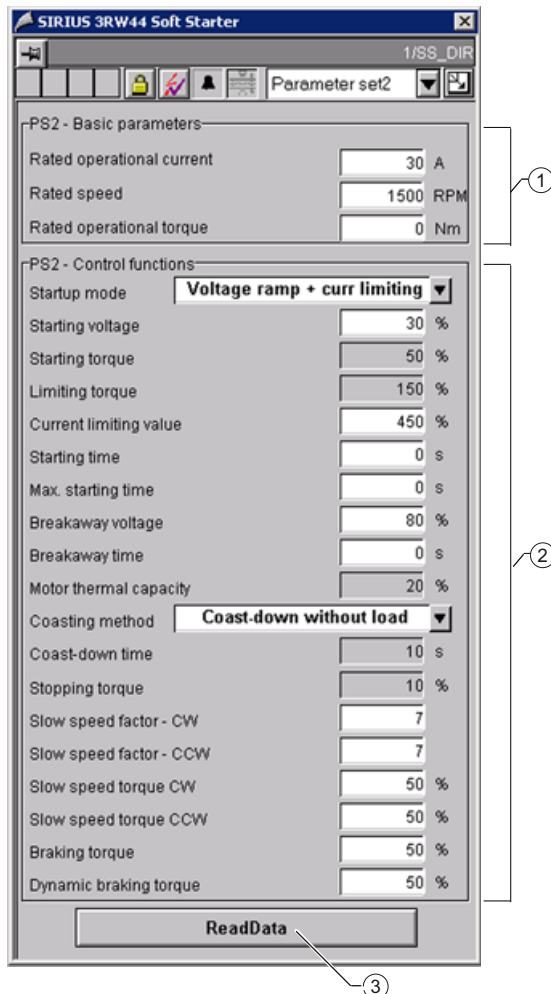 SIRIUS 3RW44 Soft Starter
1/SS_DIR
Parameter set2
PS2 - Basic parameters
Rated operational current 30 A
Rated speed 1500 RPM
Rated operational torque 0 Nm
1
PS2 - Control functions
Startup mode Voltage ramp + curr limiting
Starting voltage 30 %
Starting torque 50 %
Limiting torque 150 %
Current limiting value 450 %
Starting time 0 s
Max. starting time 0 s
Breakaway voltage 80 %
Breakaway time 0 s
Motor thermal capacity 20 %
Coasting method Coast-down without load
Coast-down time 10 s
Stopping torque 10 %
Slow speed factor - CW 7
Slow speed factor - CCW 7
Slow speed torque CW 50 %
Slow speed torque CCW 50 %
Braking torque 50 %
Dynamic braking torque 50 %
2
ReadData
3